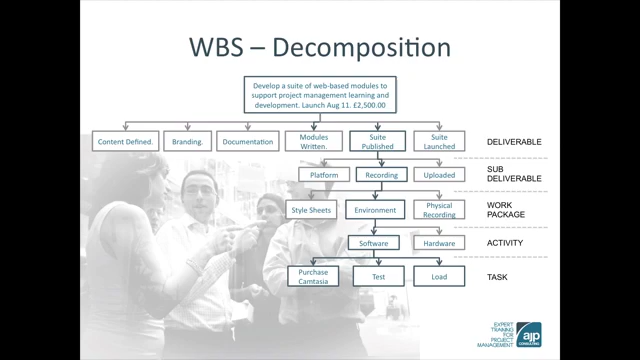 WBS – Decomposition
Develop a suite of web-based modules to
support project management learning and
development. Launch Aug 11. £2,500.00
Content Defined.
Branding.
Documentation
Modules
Written.
Suite
Published
Suite
Launched
DELIVERABLE
Platform
Recording
Uploaded
SUB
DELIVERABLE
Style Sheets
Environment
Physical
Recording
WORK
PACKAGE
Software
Hardware
ACTIVITY
Purchase
Camtasia
Test
Load
TASK
EXPERT
TRAINING
FOR
PROJECT
MANAGEMENT
ajp
CONSULTING